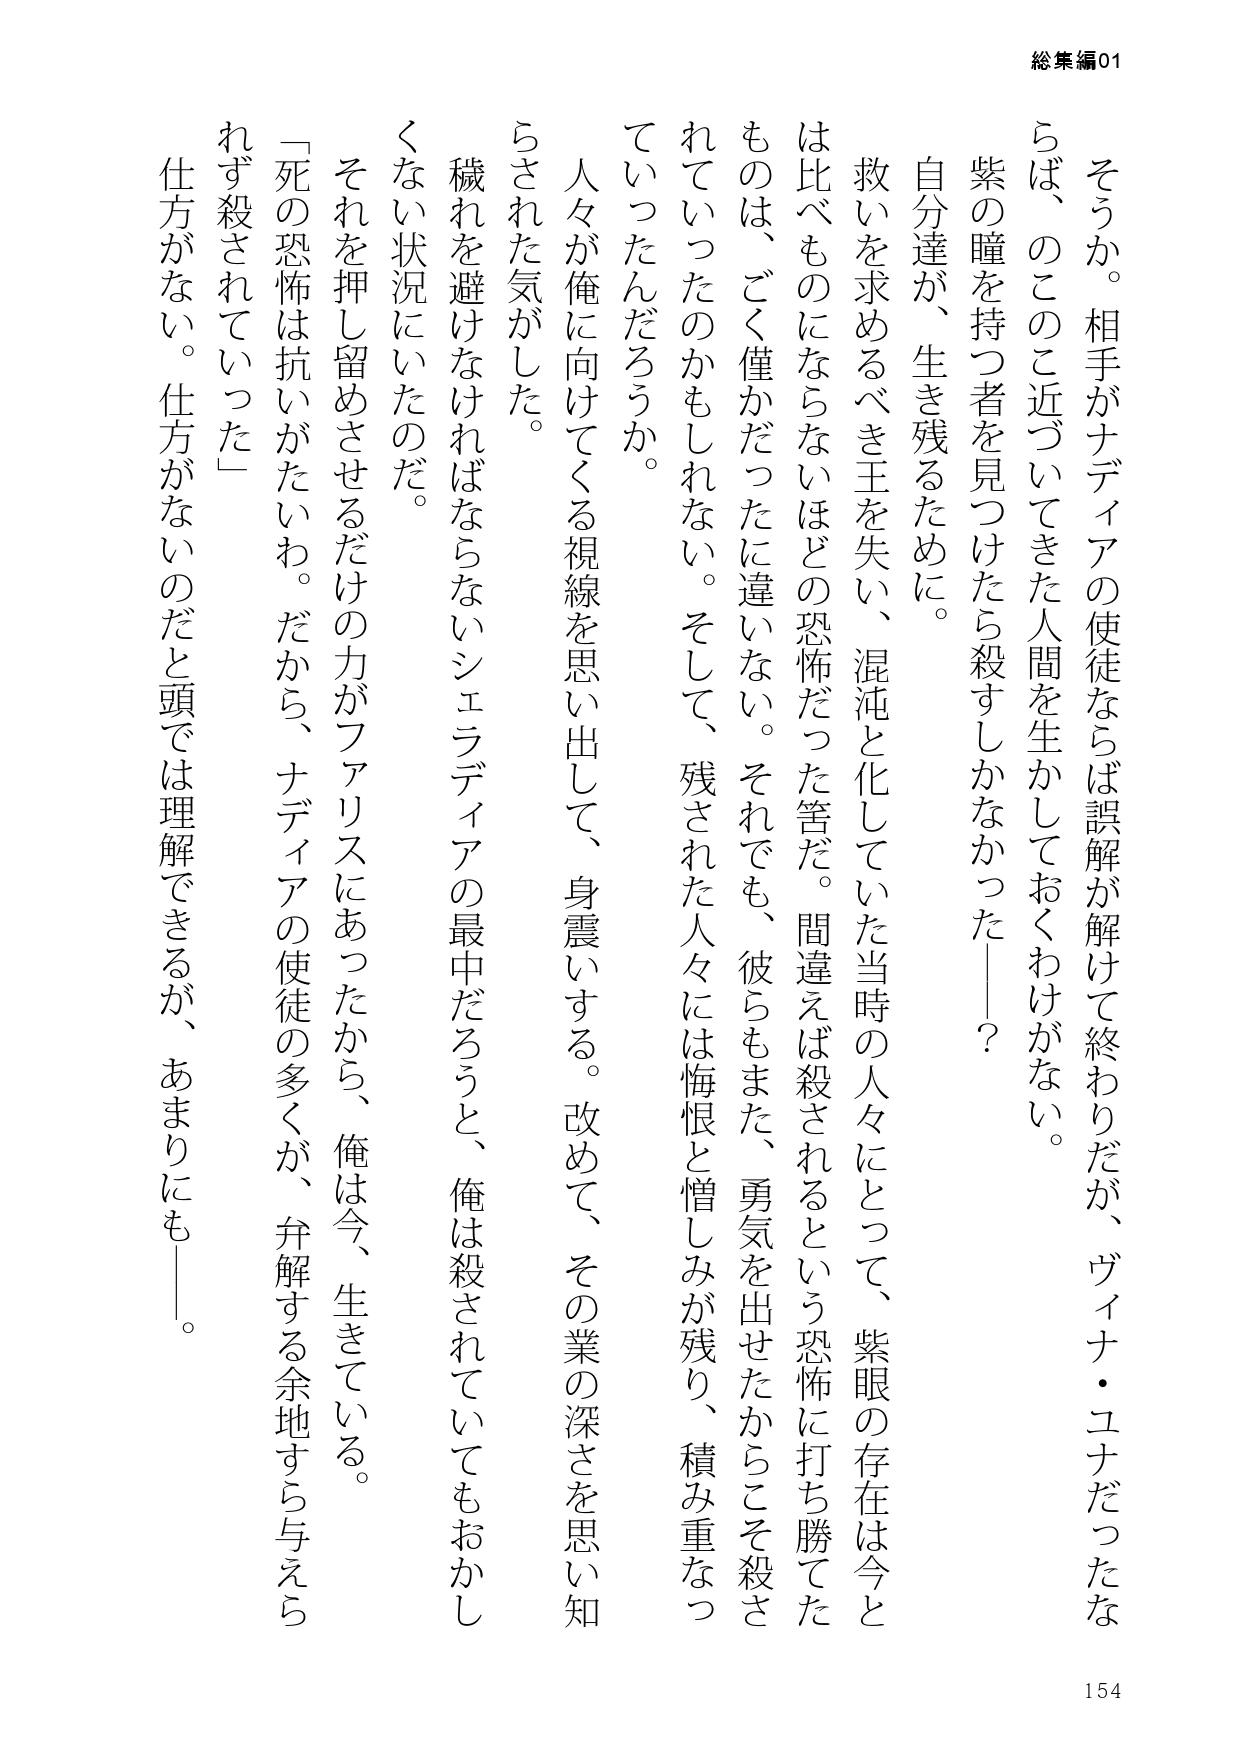 総集編01
そうか。相手がナディアの使徒ならば誤解が解けて終わりだが、ヴィナ・ユナだったな
らば、のこのこ近づいてきた人間を生かしておくわけがない。
紫の瞳を持つ者を見つけたら殺すしかなかった――？
自分達が、生き残るために。
救いを求めるべき王を失い、混沌と化していた当時の人々にとって、紫眼の存在は今と
は比べものにならないほどの恐怖だった筈だ。間違えば殺されるという恐怖に打ち勝てた
ものは、ごく僅かだったに違いない。それでも、彼らもまた、勇気を出せたからこそ殺さ
れていったのかもしれない。そして、残された人々には悔恨と憎しみが残り、積み重なっ
ていったんだろうか。
人々が俺に向けてくる視線を思い出して、身震いする。改めて、その業の深さを思い知
らされた気がした。
穢れを避けなければならないシェラディアの最中だろうと、俺は殺されていてもおかし
くない状況にいたのだ。
それを押し留めさせるだけの力がファリスにあったから、俺は今、生きている。
「死の恐怖は抗いがたいわ。だから、ナディアの使徒の多くが、弁解する余地すら与えら
れず殺されていった」
仕方がない。仕方がないのだと頭では理解できるが、あまりにも――。
154